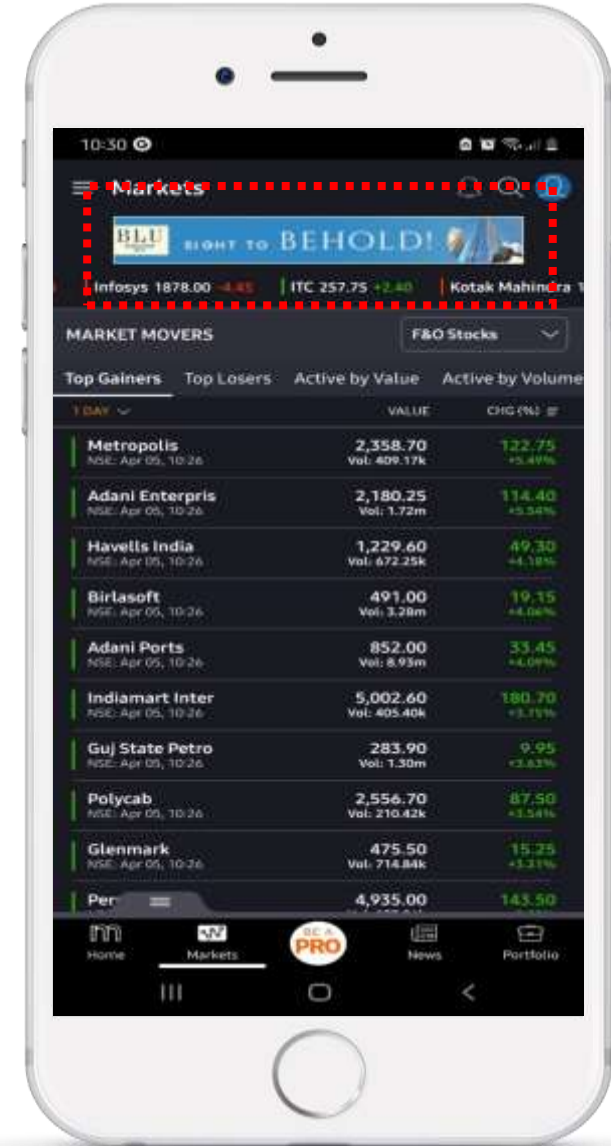 10:30
Markets
BLU SIGHT TO BEHOLD!
Infosys 1878.00 -4.45 ITC 257.75 +2.40 Kotak Mahindra 1
MARKET MOVERS F&O Stocks
Top Gainers Top Losers Active by Value Active by Volume
1 DAY VALUE CHG (%)
Metropolis 2,358.70 122.75
NSE: Apr 05, 10:26 Vol: 409.17k +5.49%
Adani Enterpris 2,180.25 114.40
NSE: Apr 05, 10:26 Vol: 1.72m +5.54%
Havells India 1,229.60 49.30
NSE: Apr 05, 10:26 Vol: 672.25k +4.18%
Birlasoft 491.00 19.15
NSE: Apr 05, 10:26 Vol: 3.28m +4.06%
Adani Ports 852.00 33.45
NSE: Apr 05, 10:26 Vol: 8.93m +4.09%
Indiamart Inter 5,002.60 180.70
NSE: Apr 05, 10:26 Vol: 405.40k +3.75%
Guj State Petro 283.90 9.95
NSE: Apr 05, 10:26 Vol: 1.30m +3.63%
Polycab 2,556.70 87.50
NSE: Apr 05, 10:26 Vol: 210.42k +3.54%
Glenmark 475.50 15.25
NSE: Apr 05, 10:26 Vol: 714.84k +3.31%
Per 4,935.00 143.50
BE A
PRO
Home Markets News Portfolio